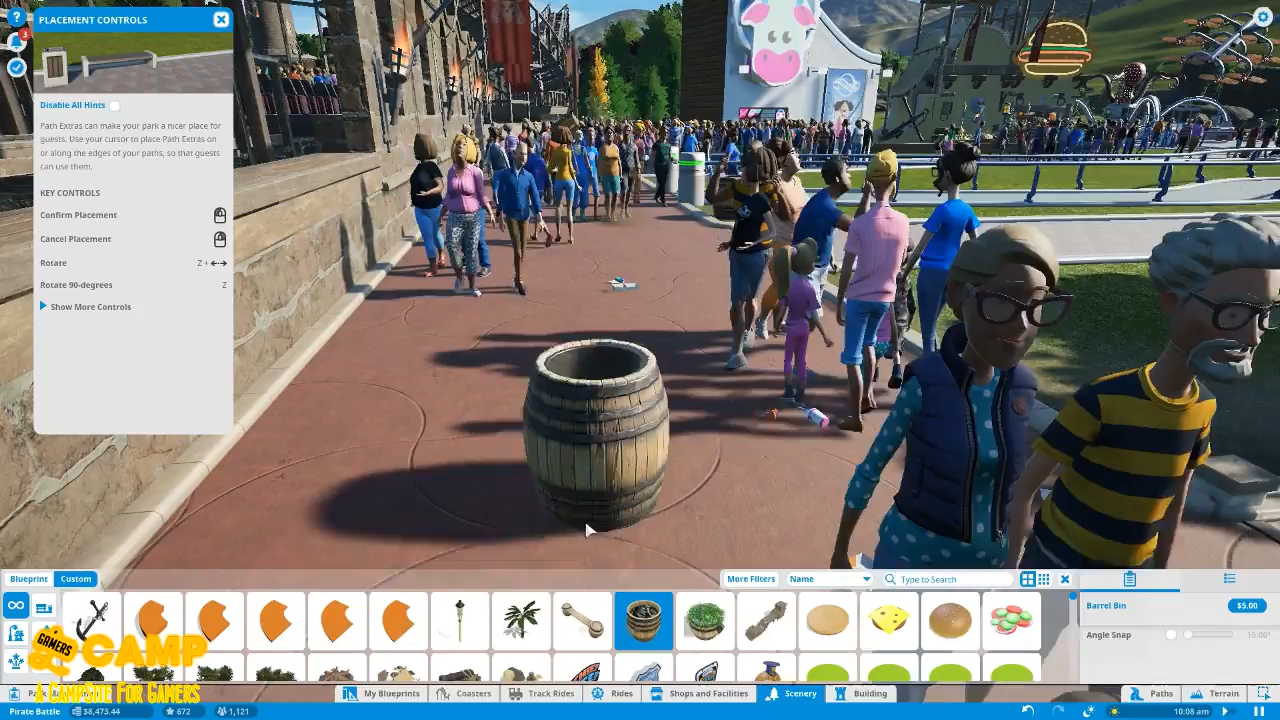 ?
PLACEMENT CONTROLS
3
Disable All Hints
Path Extras can make your park a nicer place for
guests. Use your cursor to place Path Extras on
or along the edges of your paths, so that guests
can use them.
KEY CONTROLS
Confirm Placement
Cancel Placement
Rotate Z +
Rotate 90-degrees Z
Show More Controls
Blueprint Custom More Filters Name Type to Search
Barrel Bin $5.00
Angle Snap 15.00°
GAMERS CAMP
A CAMPSITE FOR GAMERS
My Blueprints Coasters Track Rides Rides Shops and Facilities Scenery Building Paths Terrain
Pirate Battle $8,473.44 672 1,121 10:08 am